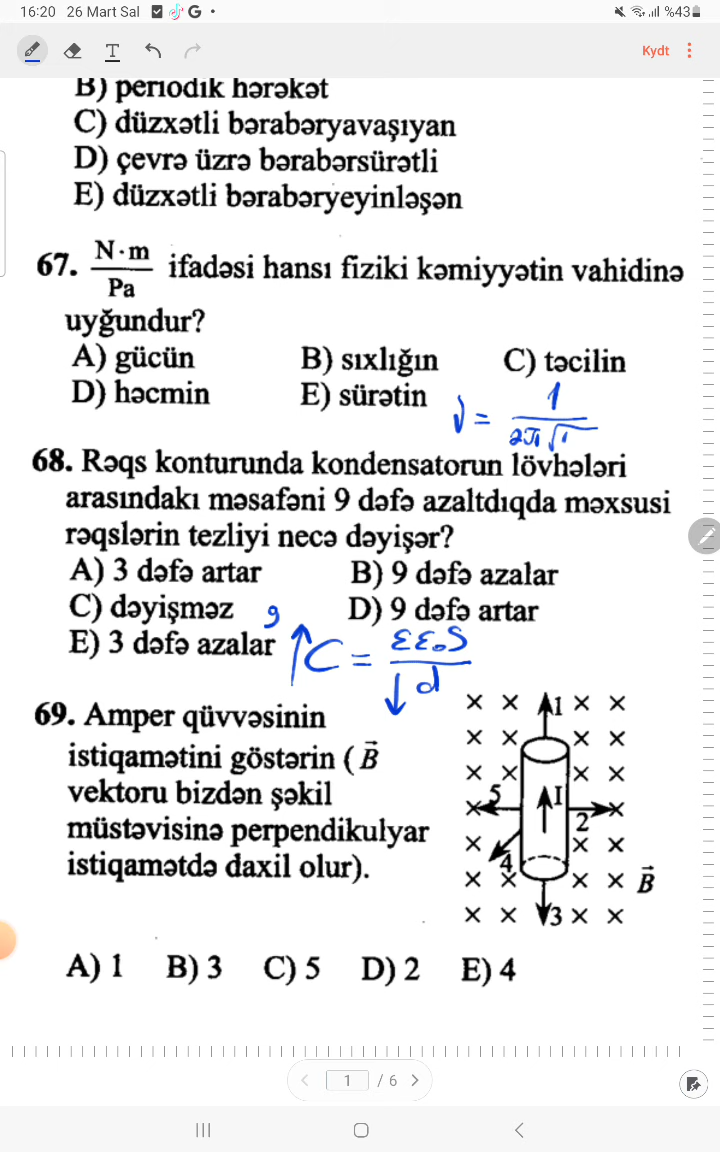 16:20 26 Mart Sal G • %43
T Kydt
B) periodik hərəkət
C) düzxətli bərabəryavaşıyan
D) çevrə üzrə bərabərsürətli
E) düzxətli bərabəryeyinləşən
67. N·m/Pa ifadəsi hansı fiziki kəmiyyətin vahidinə
uyğundur?
A) gücün B) sıxlığın C) təcilin
D) həcmin E) sürətin
ν = 1/2π√
68. Rəqs konturunda kondensatorun lövhələri
arasındakı məsafəni 9 dəfə azaltdıqda məxsusi
rəqslərin tezliyi necə dəyişər?
A) 3 dəfə artar B) 9 dəfə azalar
C) dəyişməz D) 9 dəfə artar
E) 3 dəfə azalar
9 ↑C = εε₀S/↓d
69. Amper qüvvəsinin
istiqamətini göstərin ( B⃗
vektoru bizdən şəkil
müstəvisinə perpendikulyar
istiqamətdə daxil olur).
1
5 I 2
4
B⃗
3
A) 1 B) 3 C) 5 D) 2 E) 4
1 / 6